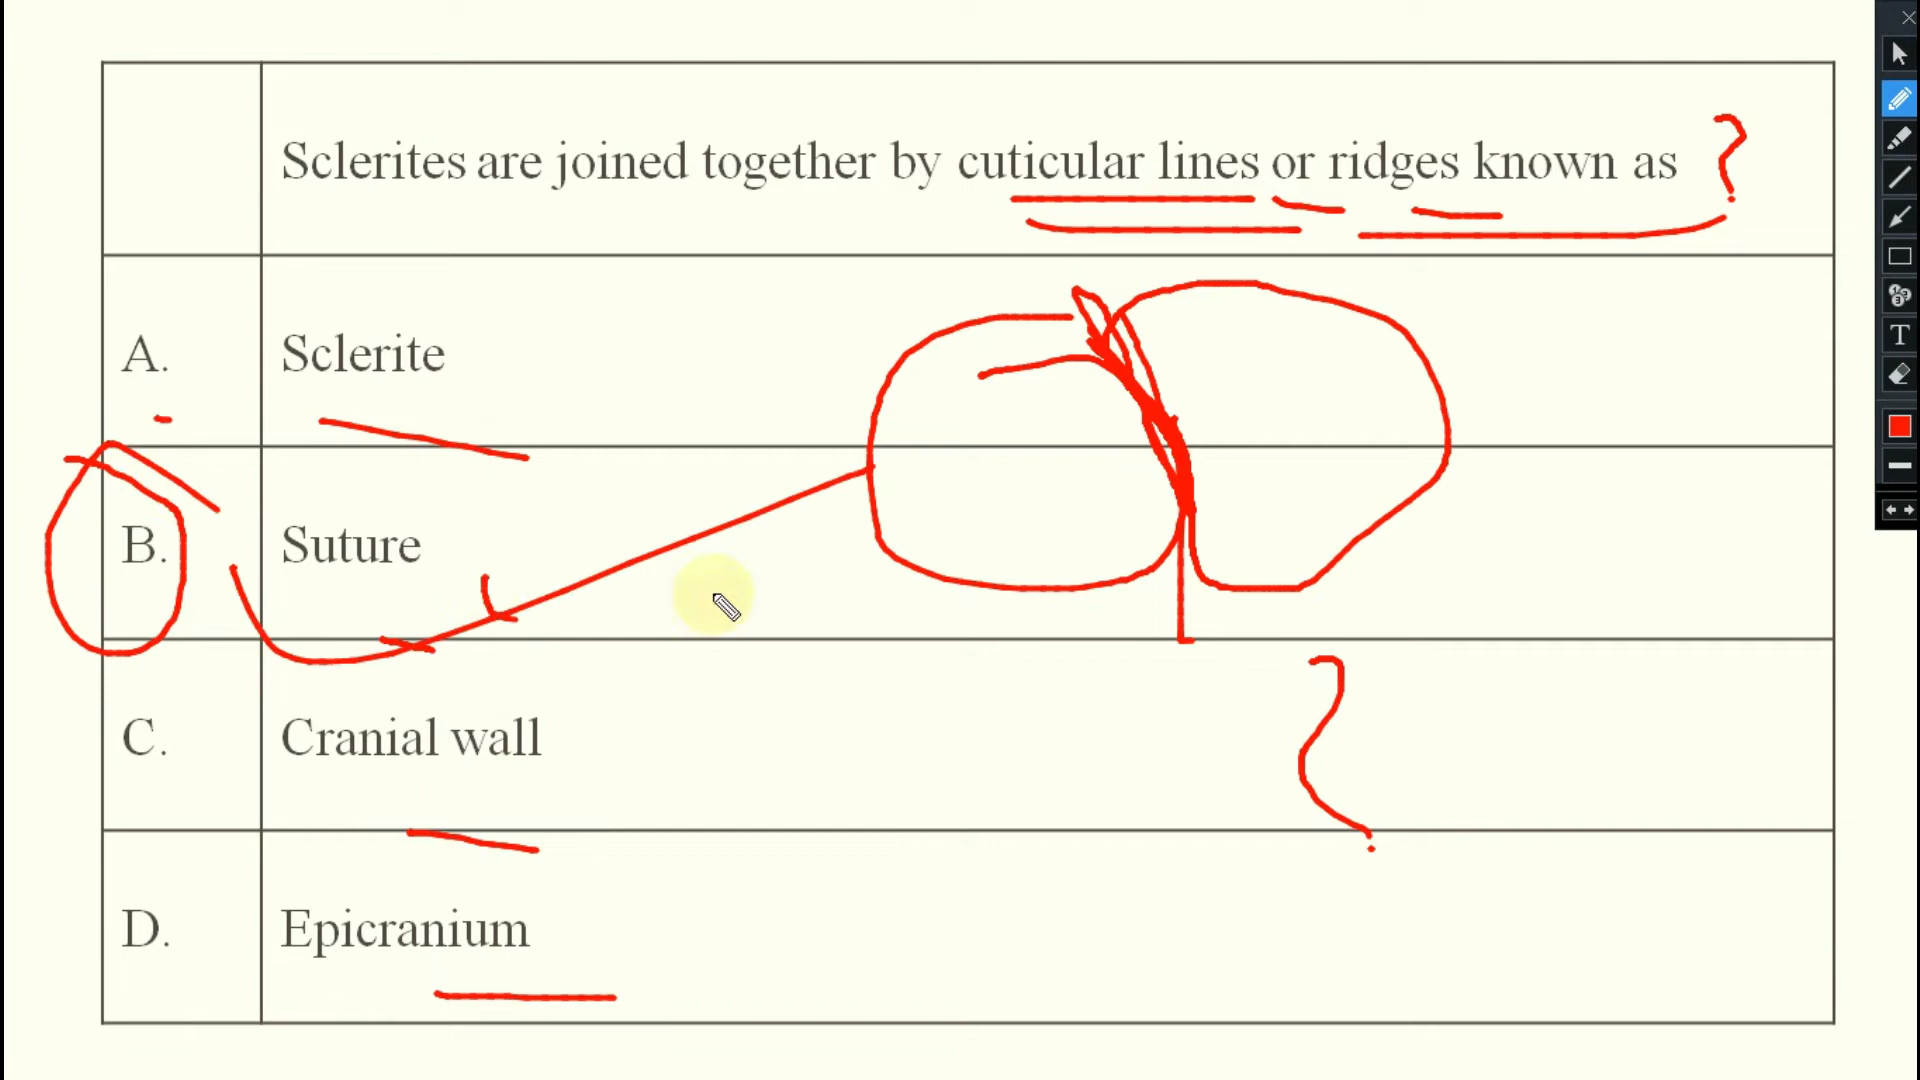 Sclerites are joined together by cuticular lines or ridges known as ?
A. Sclerite
B. Suture
C. Cranial wall
D. Epicranium
?
T